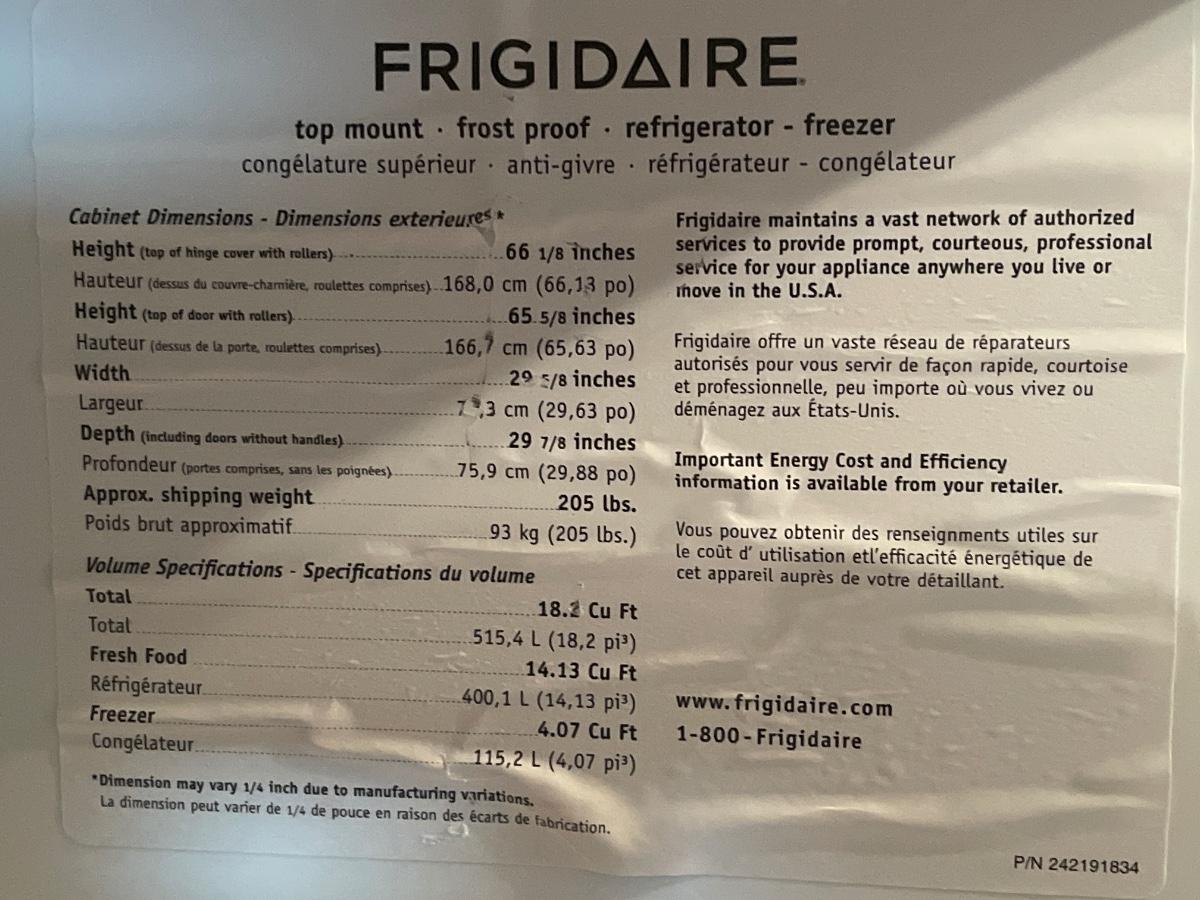 FRIGIDAIRE
top mount · frost proof · refrigerator - freezer
congélature supérieur · anti-givre · réfrigérateur - congélateur
Cabinet Dimensions - Dimensions exterieures*
Height (top of hinge cover with rollers) 66 1/8 inches
Hauteur (dessus du couvre-charnière, roulettes comprises) 168,0 cm (66,13 po)
Height (top of door with rollers) 65 5/8 inches
Hauteur (dessus de la porte, roulettes comprises) 166,7 cm (65,63 po)
Width 29 5/8 inches
Largeur cm (29,63 po)
Depth (including doors without handles) 29 7/8 inches
Profondeur (portes comprises, sans les poignées) 75,9 cm (29,88 po)
Approx. shipping weight 205 lbs.
Poids brut approximatif 93 kg (205 lbs.)
Volume Specifications - Specifications du volume
Total 18.2 Cu Ft
Total 515,4 L (18,2 pi³)
Fresh Food 14.13 Cu Ft
Réfrigérateur 400,1 L (14,13 pi³)
Freezer 4.07 Cu Ft
Congélateur 115,2 L (4,07 pi³)
*Dimension may vary 1/4 inch due to manufacturing variations.
La dimension peut varier de 1/4 de pouce en raison des écarts de fabrication.
Frigidaire maintains a vast network of authorized
services to provide prompt, courteous, professional
service for your appliance anywhere you live or
move in the U.S.A.
Frigidaire offre un vaste réseau de réparateurs
autorisés pour vous servir de façon rapide, courtoise
et professionnelle, peu importe où vous vivez ou
déménagez aux États-Unis.
Important Energy Cost and Efficiency
information is available from your retailer.
Vous pouvez obtenir des renseignments utiles sur
le coût d' utilisation etl'efficacité énergétique de
cet appareil auprès de votre détaillant.
www.frigidaire.com
1-800-Frigidaire
P/N 242191834